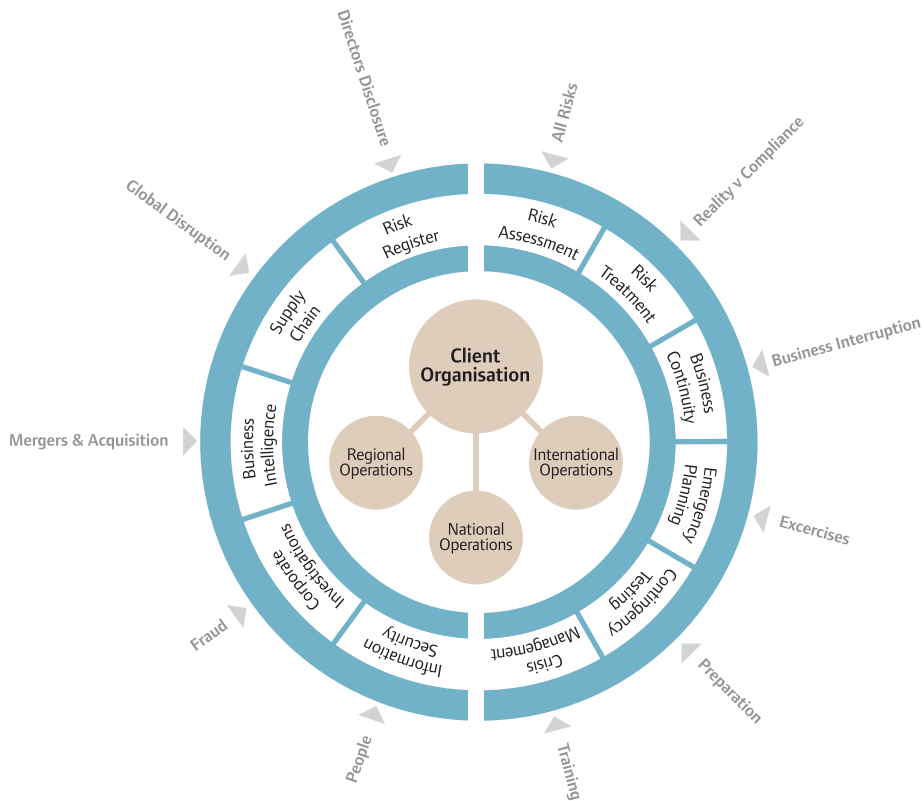 Directors Disclosure
All Risks
Reality v Compliance
Business Interruption
Excercises
Preparation
Training
People
Fraud
Mergers & Acquisition
Global Disruption
Risk
Register
Risk
Assessment
Risk
Treatment
Business
Continuity
Emergency
Planning
Contingency
Testing
Crisis
Management
Information
Security
Corporate
Investigations
Business
Intelligence
Supply
Chain
Client
Organisation
Regional
Operations
International
Operations
National
Operations